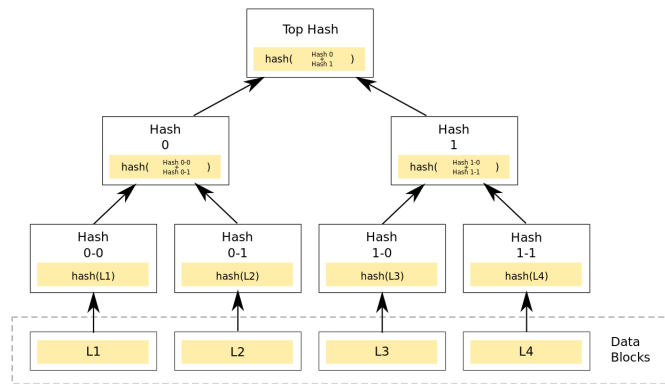 Top Hash
hash( Hash 0 + Hash 1 )
Hash
0
hash( Hash 0-0 + Hash 0-1 )
Hash
1
hash( Hash 1-0 + Hash 1-1 )
Hash
0-0
hash(L1)
Hash
0-1
hash(L2)
Hash
1-0
hash(L3)
Hash
1-1
hash(L4)
L1
L2
L3
L4
Data
Blocks